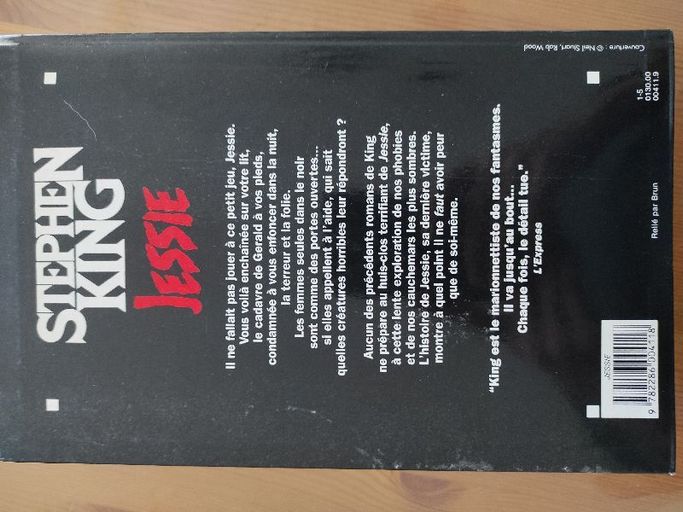 STEPHEN
KING
JESSIE
Il ne fallait pas jouer à ce petit jeu, Jessie.
Vous voilà enchaînée sur votre lit,
le cadavre de Gerald à vos pieds,
condamnée à vous enfoncer dans la nuit,
la terreur et la folie.
Les femmes seules dans le noir
sont comme des portes ouvertes...
si elles appellent à l'aide, qui sait
quelles créatures horribles leur répondront ?
Aucun des précédents romans de King
ne prépare au huis-clos terrifiant de Jessie,
à cette lente exploration de nos phobies
et de nos cauchemars les plus sombres.
L'histoire de Jessie, sa dernière victime,
montre à quel point il ne faut avoir peur
que de soi-même.
"King est le marionnettiste de nos fantasmes.
Il va jusqu'au bout...
Chaque fois, le détail tue."
L'Express
JESSIE
9 782286 004118
Relié par Brun
1-5
0130.00
00411.9
Couverture : © Neil Stuart, Rob Wood